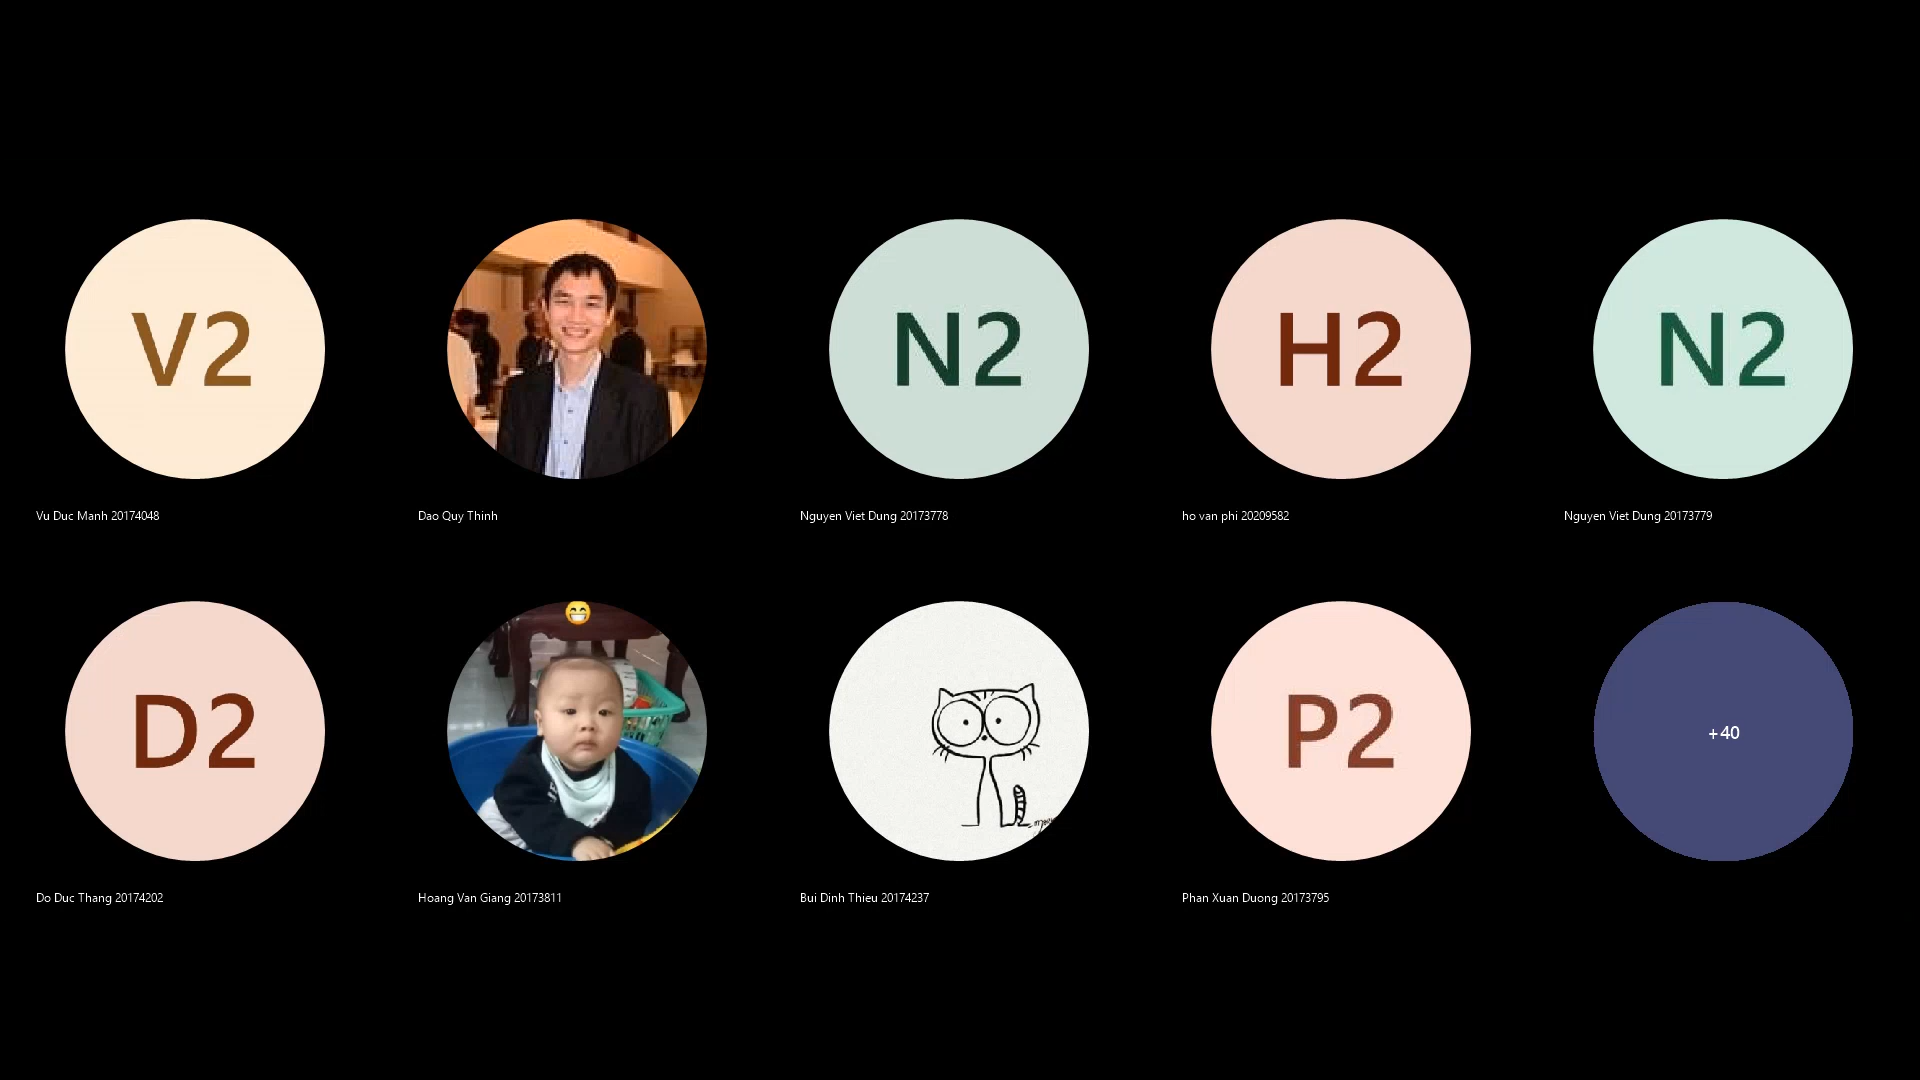 V2
N2
H2
N2
Vu Duc Manh 20174048
Dao Quy Thinh
Nguyen Viet Dung 20173778
ho van phi 20209582
Nguyen Viet Dung 20173779
D2
P2
+40
Do Duc Thang 20174202
Hoang Van Giang 20173811
Bui Dinh Thieu 20174237
Phan Xuan Duong 20173795